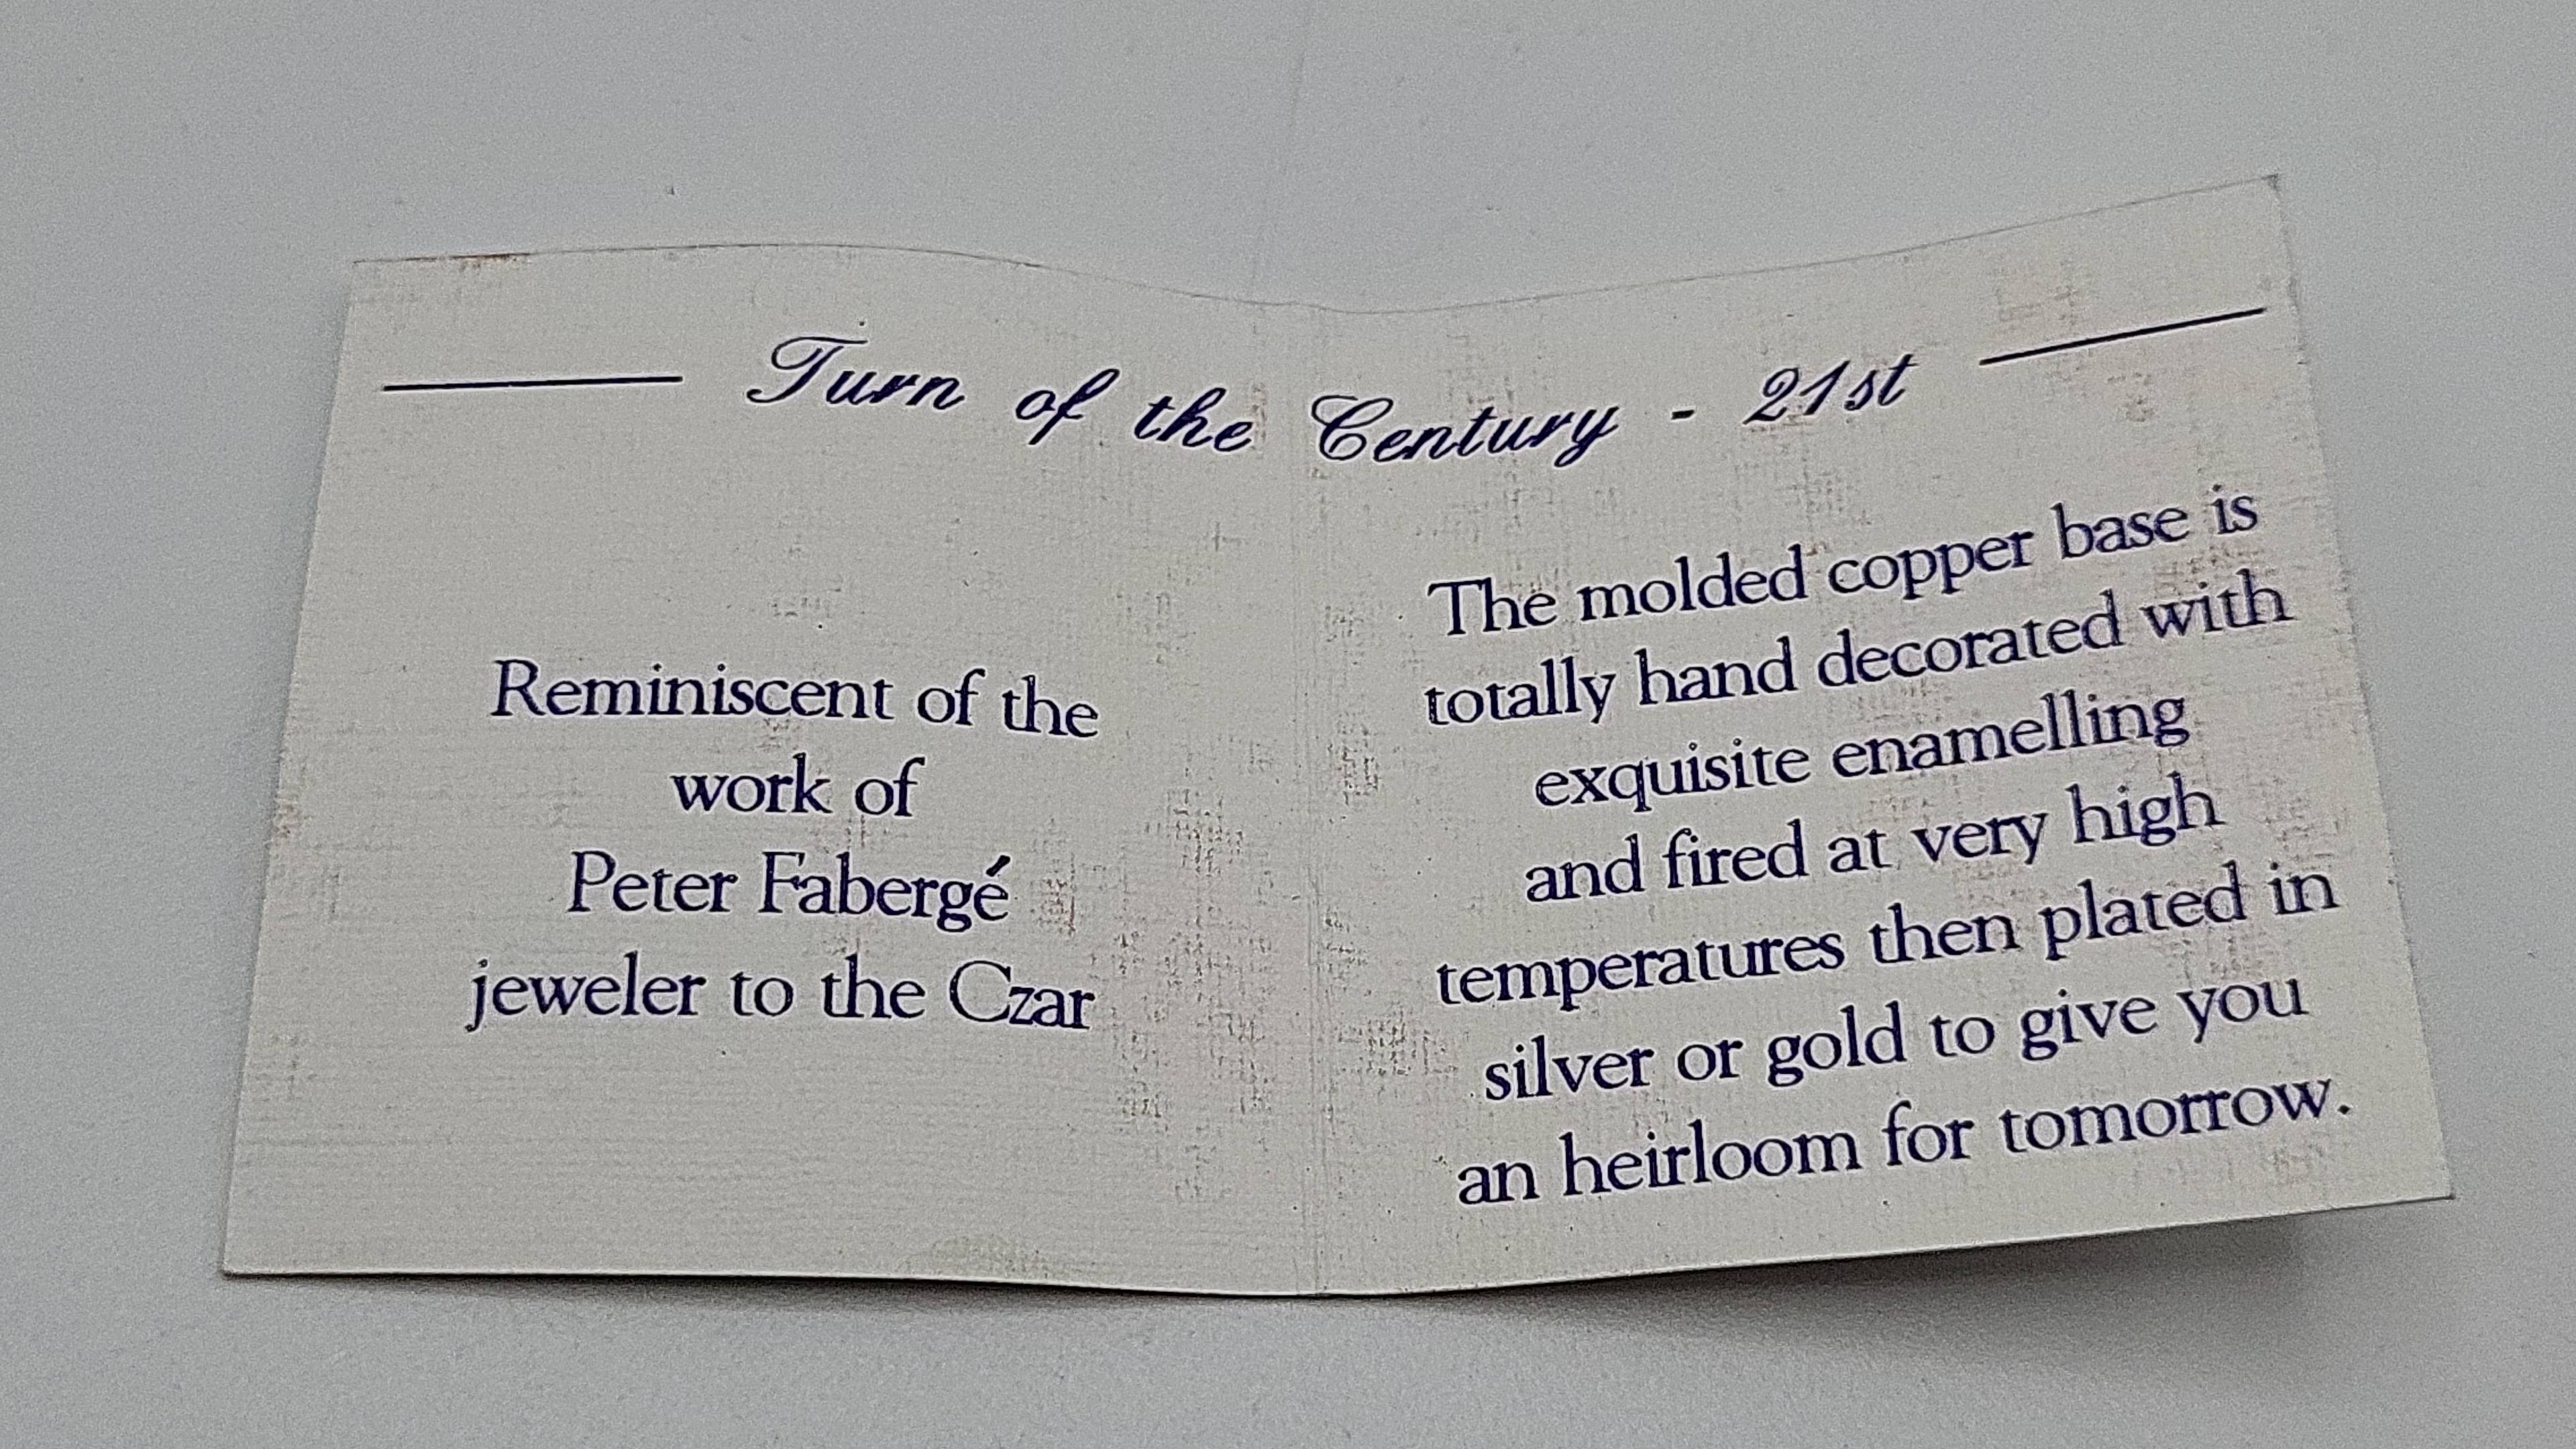 Turn of the Century - 21st
Reminiscent of the
work of
Peter Fabergé
jeweler to the Czar
The molded copper base is
totally hand decorated with
exquisite enamelling
and fired at very high
temperatures then plated in
silver or gold to give you
an heirloom for tomorrow.